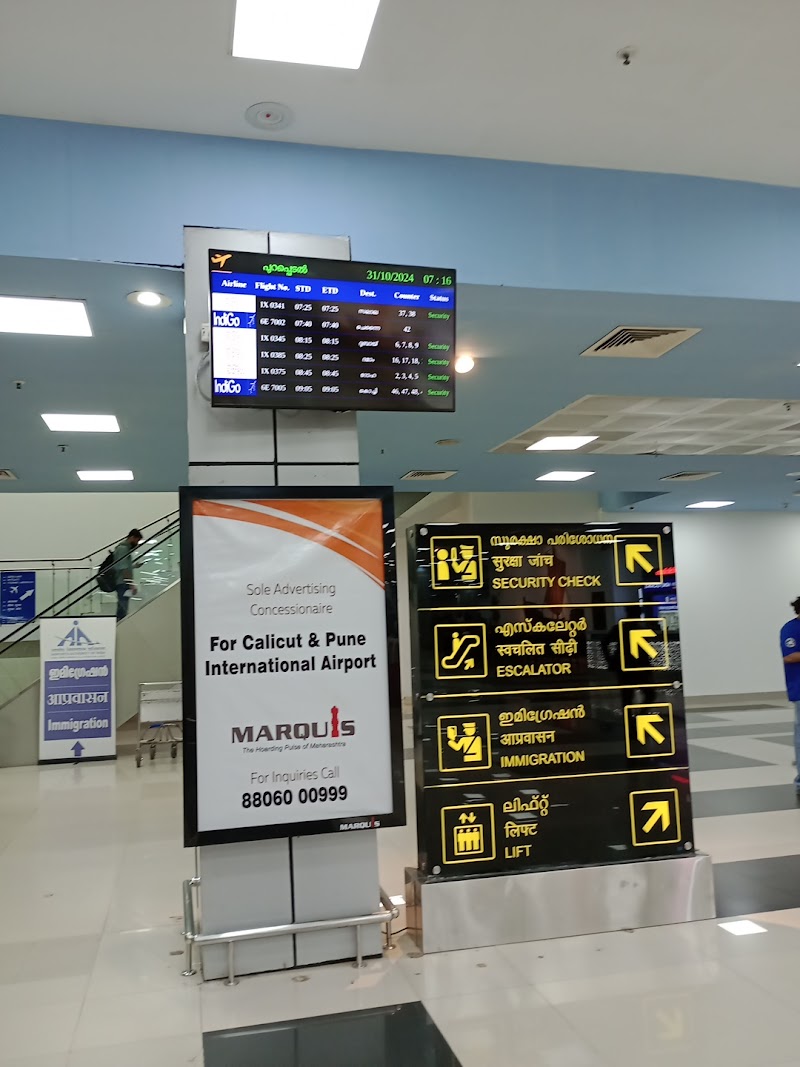 പുറപ്പെടൽ 31/10/2024 07:16
Airline Flight No. STD ETD Dest. Counter Status
IX 0341 07:25 07:25 37, 38 Security
IndiGo 6E 7002 07:40 07:40 ചെന്നൈ 42
IX 0345 08:15 08:15 6, 7, 8, 9 Security
IX 0385 08:25 08:25 16, 17, 18, Security
IX 0375 08:45 08:45 2, 3, 4, 5 Security
IndiGo 6E 7005 09:05 09:05 കൊച്ചി 46, 47, 48, Security
Sole Advertising
Concessionaire
For Calicut & Pune
International Airport
MARQUIS
The Hoarding Pulse of Maharashtra
For Inquiries Call
88060 00999
MARQUIS
സുരക്ഷാ പരിശോധന
सुरक्षा जांच
SECURITY CHECK
എസ്കലേറ്റർ
स्वचलित सीढ़ी
ESCALATOR
ഇമിഗ്രേഷൻ
आप्रवासन
IMMIGRATION
ലിഫ്റ്റ്
लिफ्ट
LIFT
ഇമിഗ്രേഷൻ
आप्रवासन
Immigration